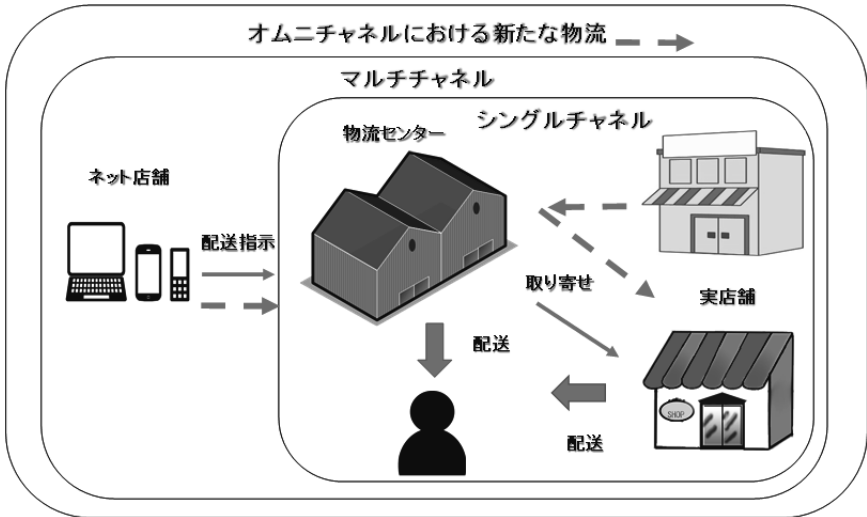 オムニチャネルにおける新たな物流
マルチチャネル
シングルチャネル
物流センター
ネット店舗
配送指示
取り寄せ
実店舗
配送
配送
SHOP